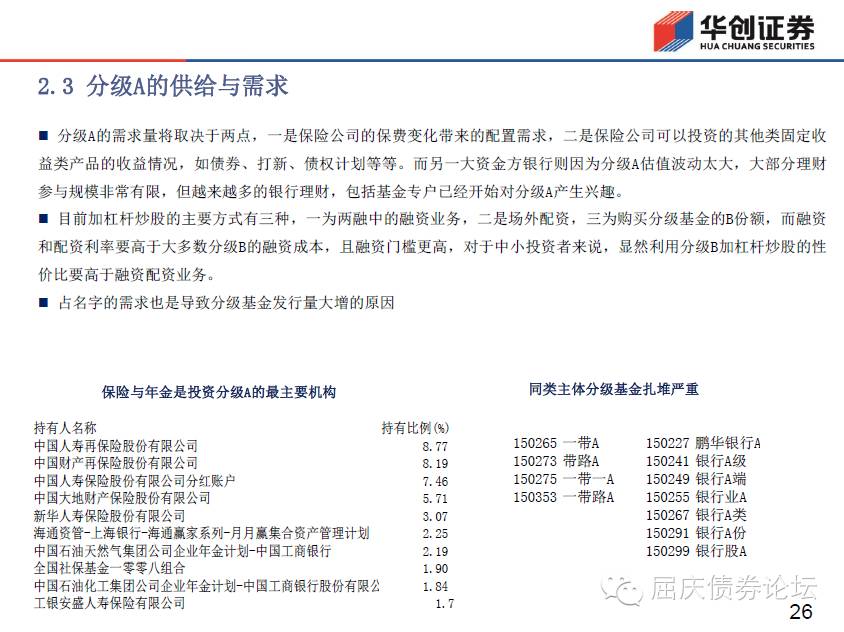 华创证券
HUA CHUANG SECURITIES
2.3 分级A的供给与需求
■ 分级A的需求量将取决于两点，一是保险公司的保费变化带来的配置需求，二是保险公司可以投资的其他类固定收
益类产品的收益情况，如债券、打新、债权计划等等。而另一大资金方银行则因为分级A估值波动太大，大部分理财
参与规模非常有限，但越来越多的银行理财，包括基金专户已经开始对分级A产生兴趣。
■ 目前加杠杆炒股的主要方式有三种，一为两融中的融资业务，二是场外配资，三为购买分级基金的B份额，而融资
和配资利率要高于大多数分级B的融资成本，且融资门槛更高，对于中小投资者来说，显然利用分级B加杠杆炒股的性
价比要高于融资配资业务。
■ 占名字的需求也是导致分级基金发行量大增的原因
保险与年金是投资分级A的最主要机构
持有人名称 持有比例(%)
中国人寿再保险股份有限公司 8.77
中国财产再保险股份有限公司 8.19
中国人寿保险股份有限公司分红账户 7.46
中国大地财产保险股份有限公司 5.71
新华人寿保险股份有限公司 3.07
海通资管-上海银行-海通赢家系列-月月赢集合资产管理计划 2.25
中国石油天然气集团公司企业年金计划-中国工商银行 2.19
全国社保基金一零零八组合 1.90
中国石油化工集团公司企业年金计划-中国工商银行股份有限公 1.84
工银安盛人寿保险有限公司 1.7
同类主体分级基金扎堆严重
150265 一带A 150227 鹏华银行A
150273 带路A 150241 银行A级
150275 一带一A 150249 银行A端
150353 一带路A 150255 银行业A
150267 银行A类
150291 银行A份
150299 银行股A
屈庆债券论坛
26